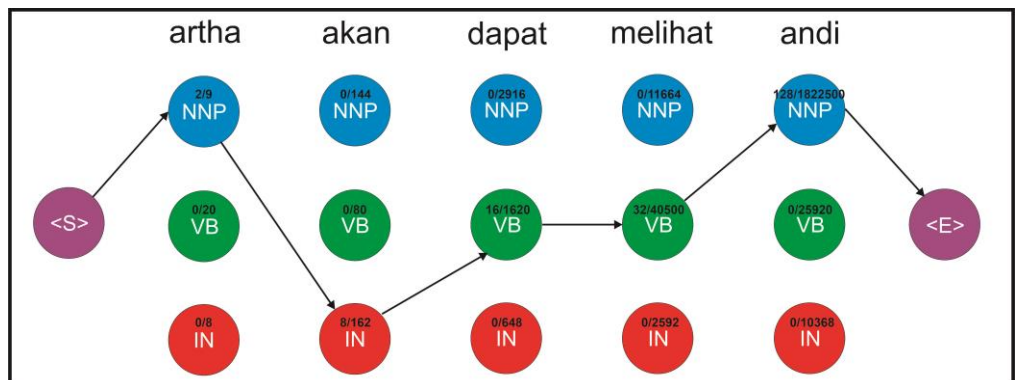 artha akan dapat melihat andi
2/9 0/144 0/2916 0/11664 128/1822500
NNP NNP NNP NNP NNP
0/20 0/80 16/1620 32/40500 0/25920
<S> VB VB VB VB VB <E>
0/8 8/162 0/648 0/2592 0/10368
IN IN IN IN IN